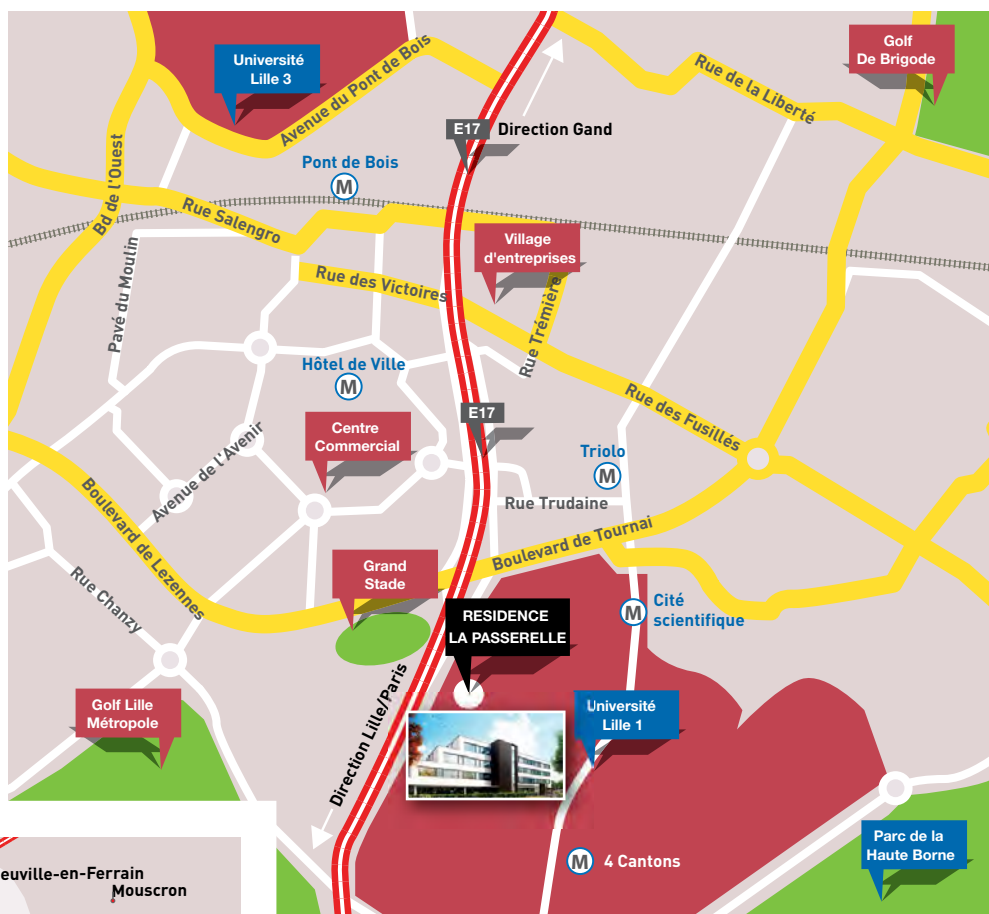 Université
Lille 3
Avenue du Pont de Bois
Golf
De Brigode
Rue de la Liberté
E17
Direction Gand
Bd de l'Ouest
Pont de Bois
M
Rue Salengro
Village
d'entreprises
Rue des Victoires
Pavé du Moutin
Rue Trémière
Hôtel de Ville
M
E17
Rue des Fusillés
Centre
Commercial
Avenue de l'Avenir
Triolo
M
Rue Trudaine
Boulevard de Lezennes
Boulevard de Tournai
Grand
Stade
Rue Chanzy
RESIDENCE
LA PASSERELLE
M
Cité
scientifique
Direction Lille/Paris
Golf Lille
Métropole
Université
Lille 1
Parc de la
Haute Borne
M
4 Cantons
euville-en-Ferrain
Mouscron